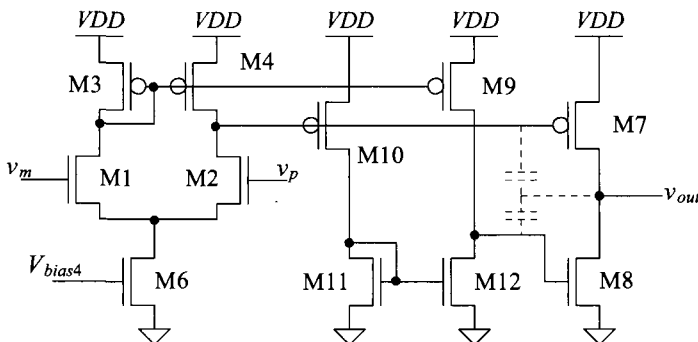 VDD VDD VDD VDD VDD
M3 M4 M9
M10 M7
v_m M1 M2 v_p
v_out
V_bias4 M6 M11 M12 M8